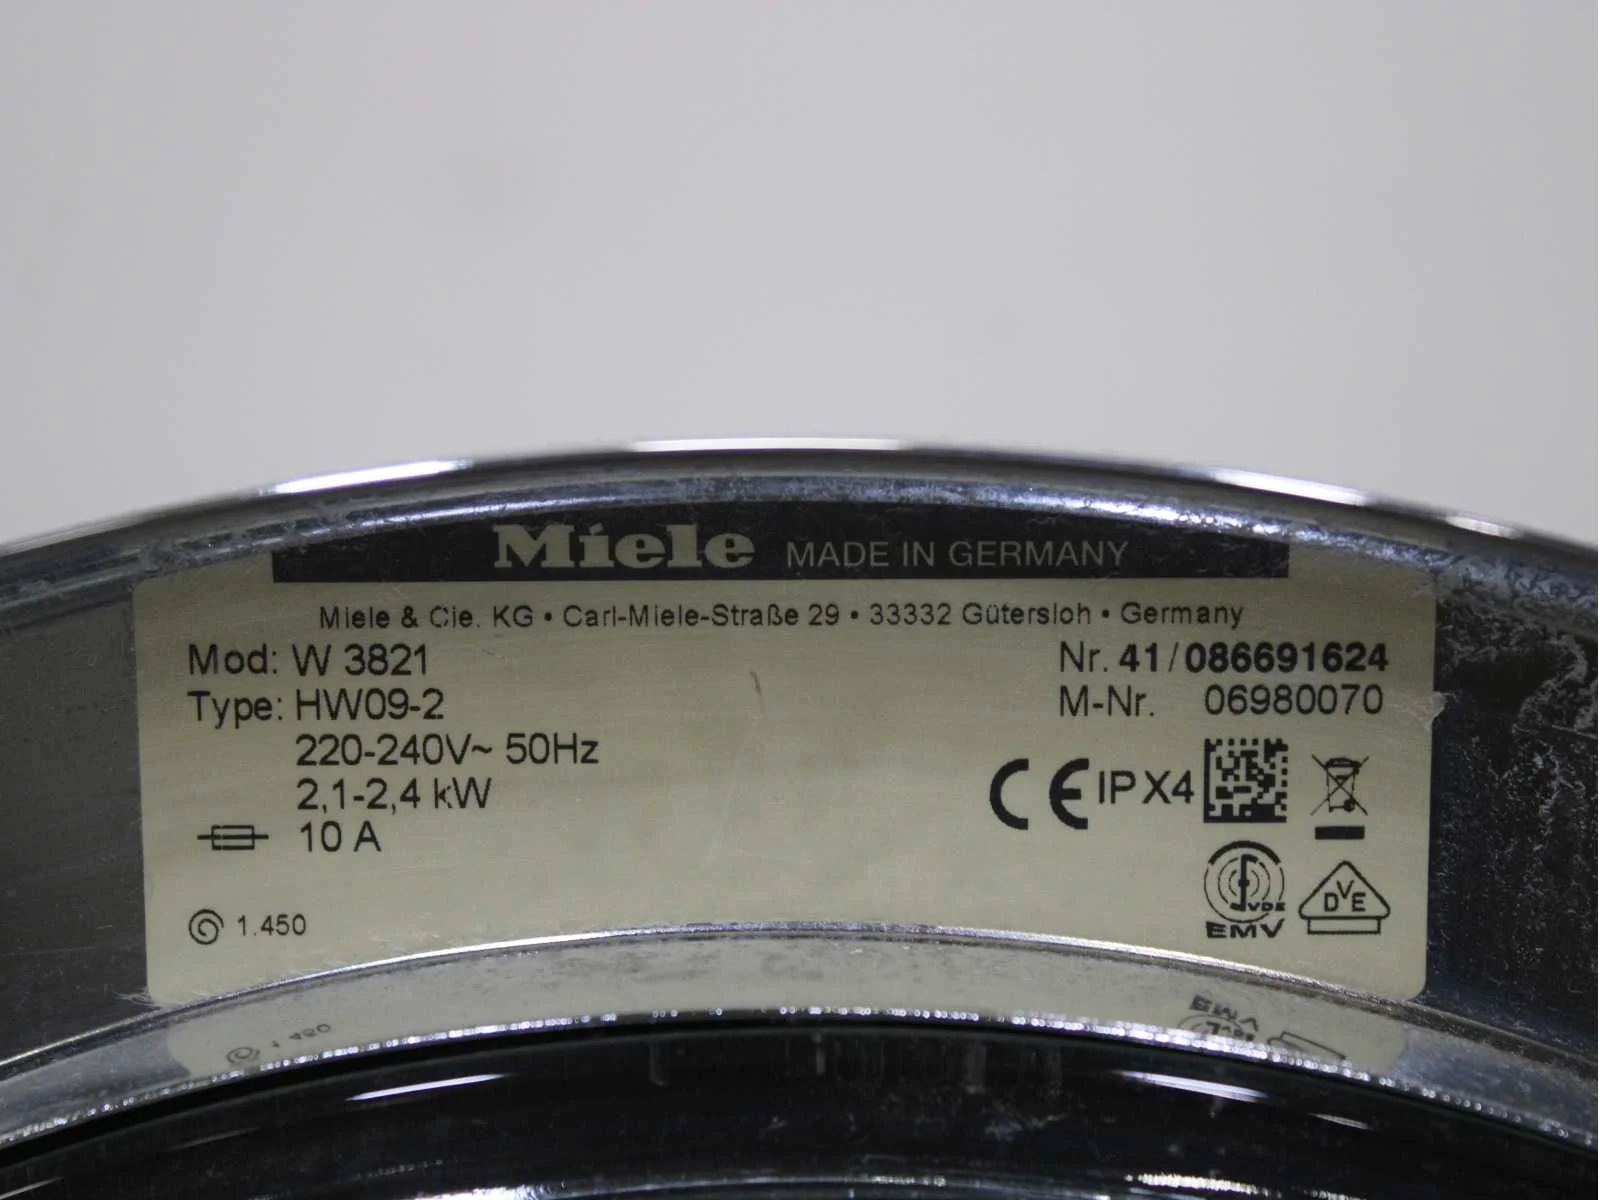 Miele MADE IN GERMANY
Miele & Cie. KG • Carl-Miele-Straße 29 • 33332 Gütersloh • Germany
Mod: W 3821
Nr. 41/086691624
Type: HW09-2
M-Nr. 06980070
220-240V~ 50Hz
2,1-2,4 kW
CE IPX4
10 A
VDE
EMV
DVE
1.450